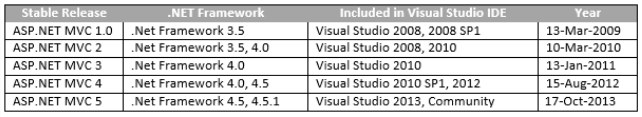 Stable Release .NET Framework Included in Visual Studio IDE Year
ASP.NET MVC 1.0 .Net Framework 3.5 Visual Studio 2008, 2008 SP1 13-Mar-2009
ASP.NET MVC 2 .Net Framework 3.5, 4.0 Visual Studio 2008, 2010 10-Mar-2010
ASP.NET MVC 3 .Net Framework 4.0 Visual Studio 2010 13-Jan-2011
ASP.NET MVC 4 .Net Framework 4.0, 4.5 Visual Studio 2010 SP1, 2012 15-Aug-2012
ASP.NET MVC 5 .Net Framework 4.5, 4.5.1 Visual Studio 2013, Community 17-Oct-2013